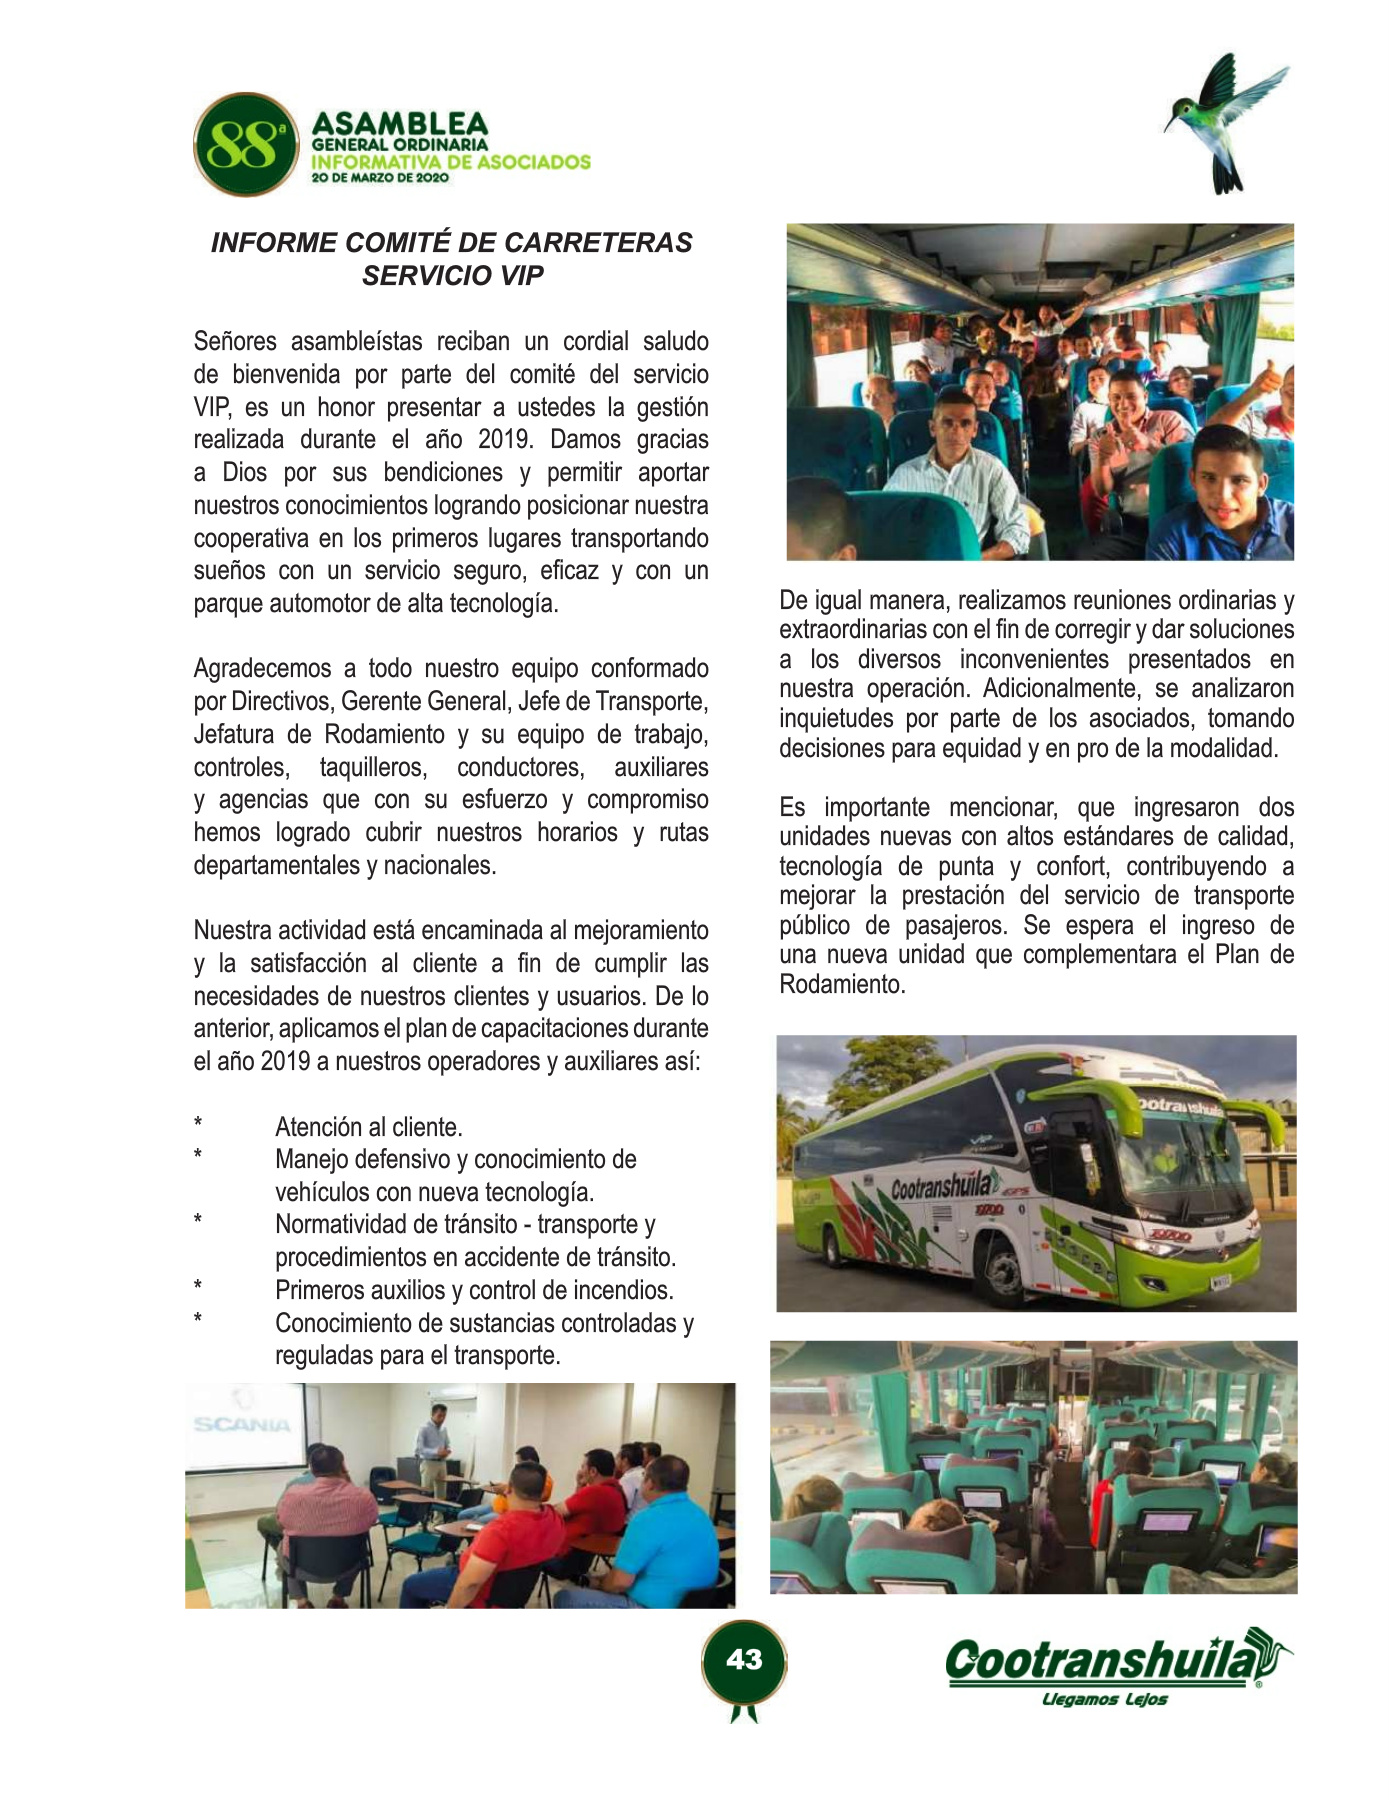 88ª
ASAMBLEA
GENERAL ORDINARIA
INFORMATIVA DE ASOCIADOS
20 DE MARZO DE 2020
INFORME COMITÉ DE CARRETERAS
SERVICIO VIP
Señores asambleístas reciban un cordial saludo
de bienvenida por parte del comité del servicio
VIP, es un honor presentar a ustedes la gestión
realizada durante el año 2019. Damos gracias
a Dios por sus bendiciones y permitir aportar
nuestros conocimientos logrando posicionar nuestra
cooperativa en los primeros lugares transportando
sueños con un servicio seguro, eficaz y con un
parque automotor de alta tecnología.
Agradecemos a todo nuestro equipo conformado
por Directivos, Gerente General, Jefe de Transporte,
Jefatura de Rodamiento y su equipo de trabajo,
controles, taquilleros, conductores, auxiliares
y agencias que con su esfuerzo y compromiso
hemos logrado cubrir nuestros horarios y rutas
departamentales y nacionales.
Nuestra actividad está encaminada al mejoramiento
y la satisfacción al cliente a fin de cumplir las
necesidades de nuestros clientes y usuarios. De lo
anterior, aplicamos el plan de capacitaciones durante
el año 2019 a nuestros operadores y auxiliares así:
* Atención al cliente.
* Manejo defensivo y conocimiento de
vehículos con nueva tecnología.
* Normatividad de tránsito - transporte y
procedimientos en accidente de tránsito.
* Primeros auxilios y control de incendios.
* Conocimiento de sustancias controladas y
reguladas para el transporte.
SCANIA
De igual manera, realizamos reuniones ordinarias y
extraordinarias con el fin de corregir y dar soluciones
a los diversos inconvenientes presentados en
nuestra operación. Adicionalmente, se analizaron
inquietudes por parte de los asociados, tomando
decisiones para equidad y en pro de la modalidad.
Es importante mencionar, que ingresaron dos
unidades nuevas con altos estándares de calidad,
tecnología de punta y confort, contribuyendo a
mejorar la prestación del servicio de transporte
público de pasajeros. Se espera el ingreso de
una nueva unidad que complementara el Plan de
Rodamiento.
ootranshuila
Cootranshuila
43
Cootranshuila
®
Llegamos Lejos